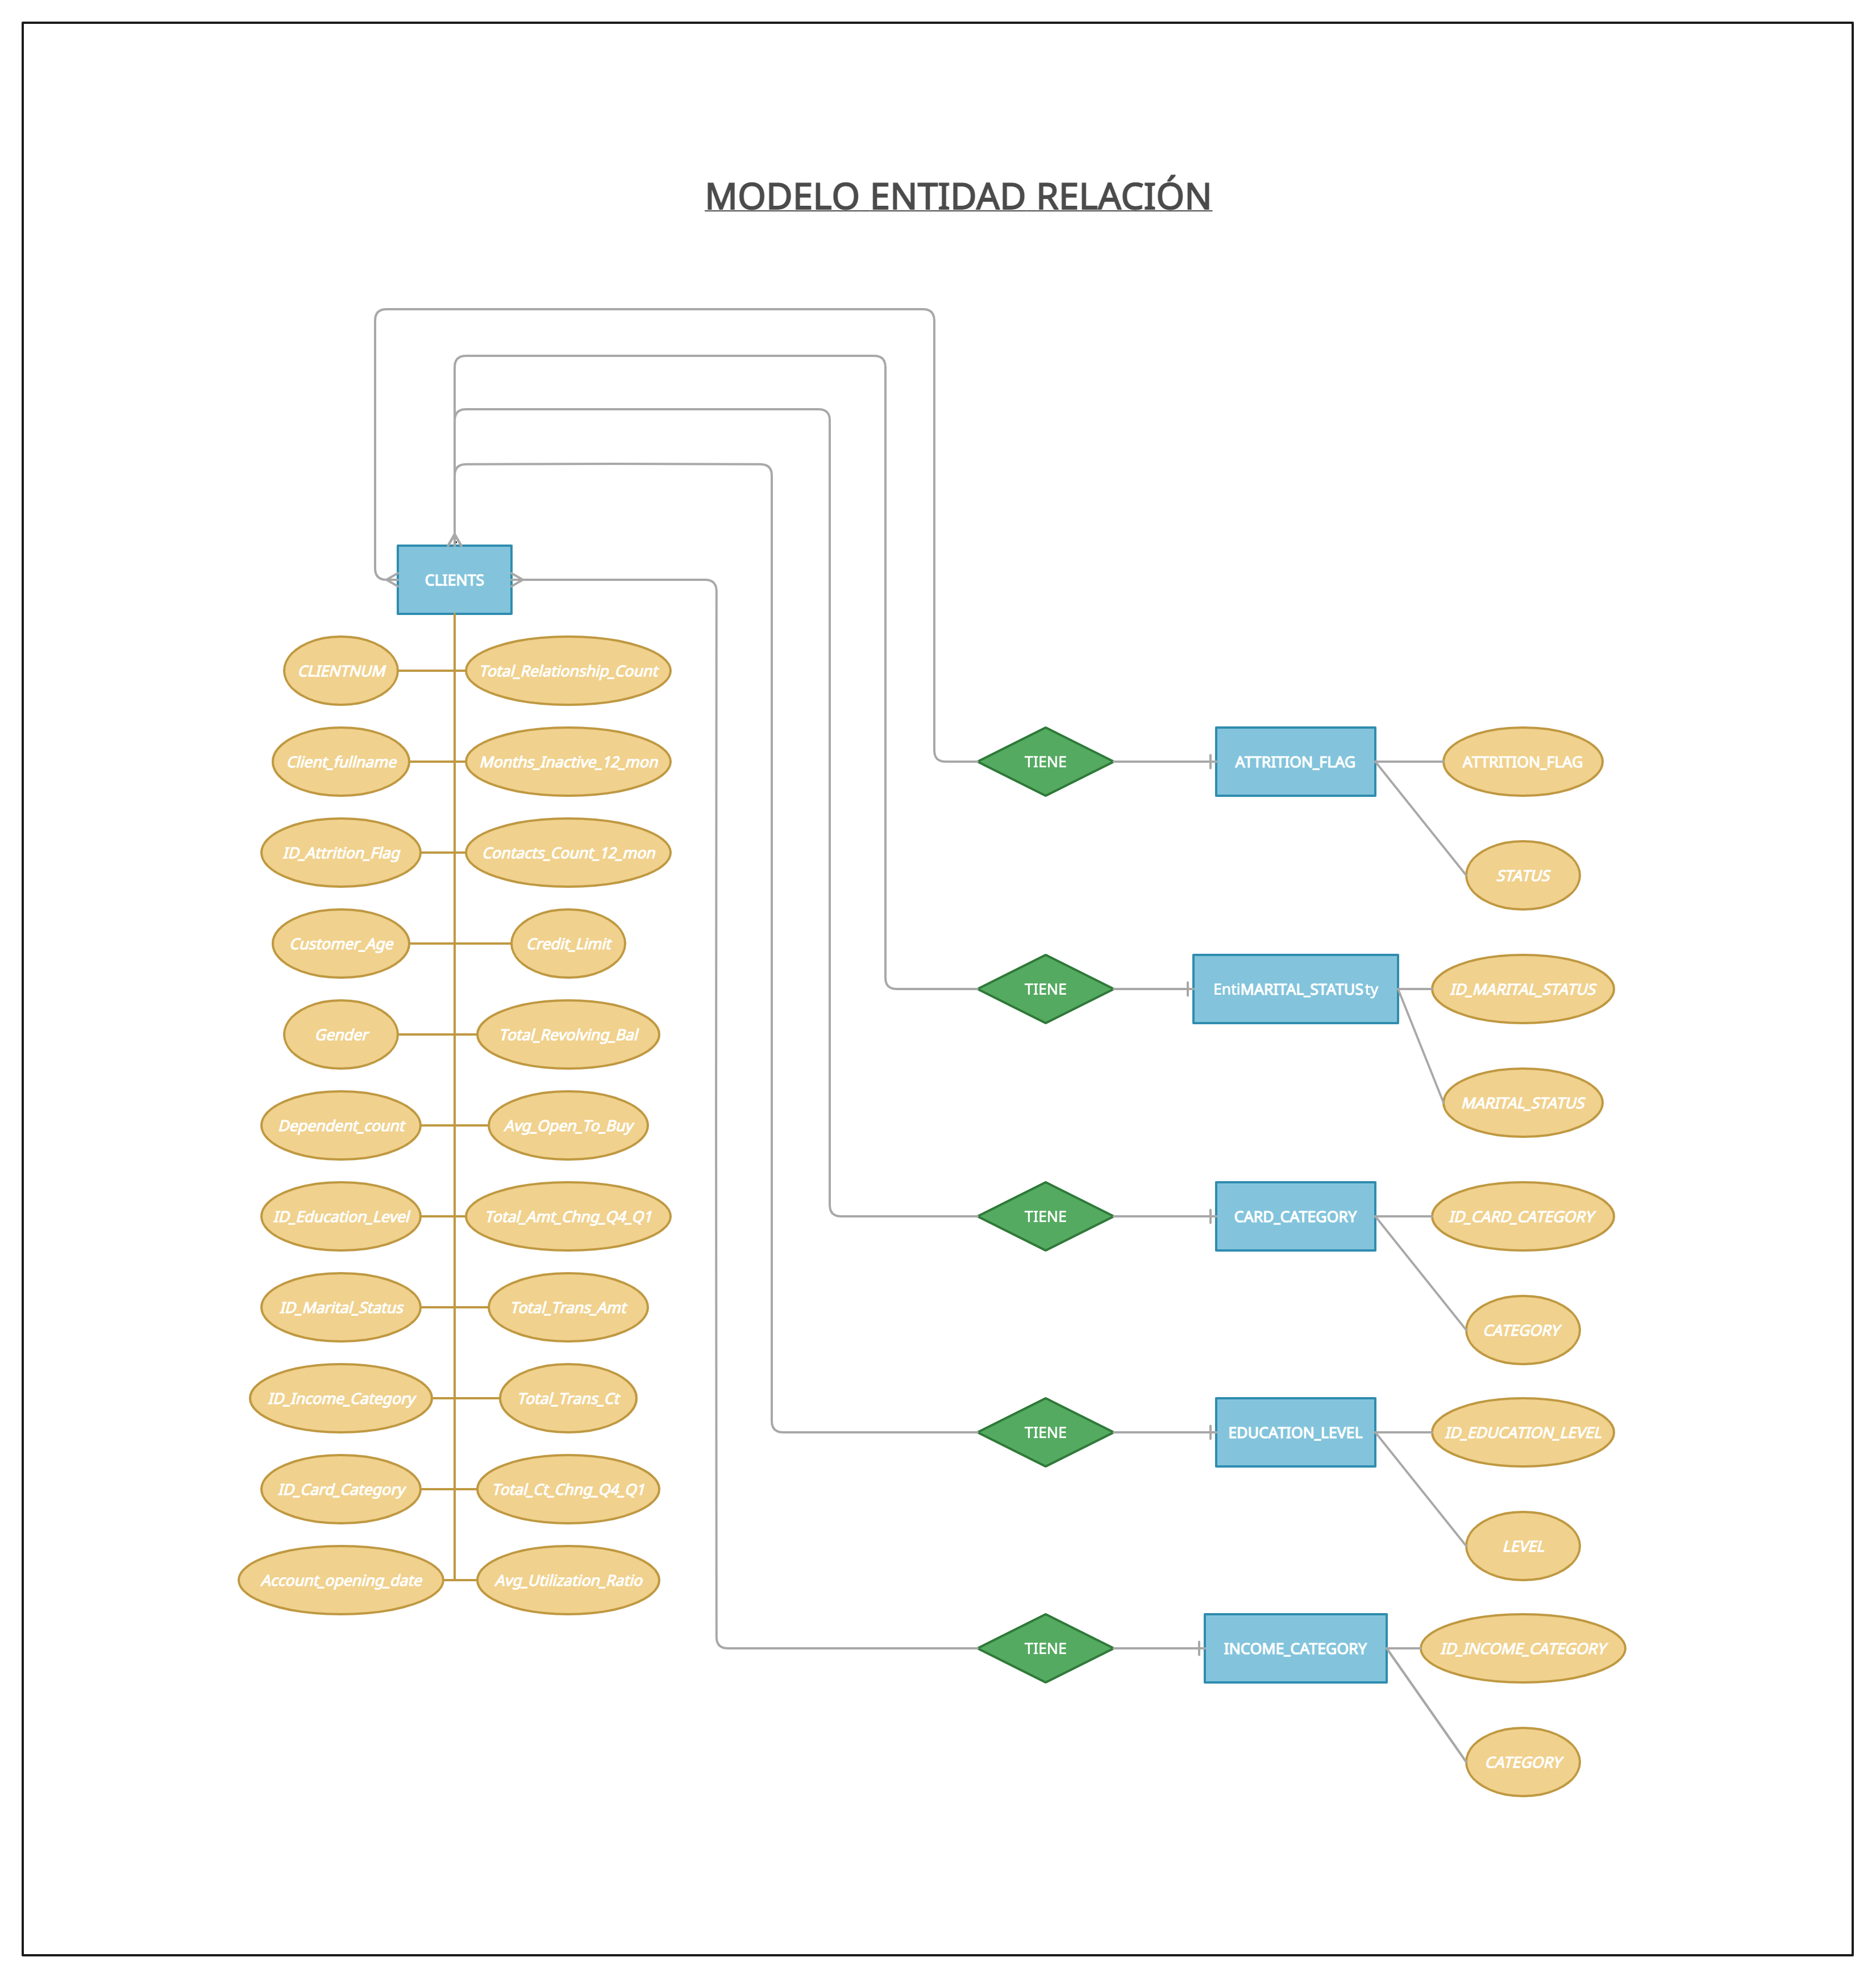 MODELO ENTIDAD RELACIÓN
CLIENTS
CLIENTNUM
Total_Relationship_Count
Client_fullname
Months_Inactive_12_mon
ID_Attrition_Flag
Contacts_Count_12_mon
Customer_Age
Credit_Limit
Gender
Total_Revolving_Bal
Dependent_count
Avg_Open_To_Buy
ID_Education_Level
Total_Amt_Chng_Q4_Q1
ID_Marital_Status
Total_Trans_Amt
ID_Income_Category
Total_Trans_Ct
ID_Card_Category
Total_Ct_Chng_Q4_Q1
Account_opening_date
Avg_Utilization_Ratio
TIENE
ATTRITION_FLAG
ATTRITION_FLAG
STATUS
TIENE
EntiMARITAL_STATUSty
ID_MARITAL_STATUS
MARITAL_STATUS
TIENE
CARD_CATEGORY
ID_CARD_CATEGORY
CATEGORY
TIENE
EDUCATION_LEVEL
ID_EDUCATION_LEVEL
LEVEL
TIENE
INCOME_CATEGORY
ID_INCOME_CATEGORY
CATEGORY